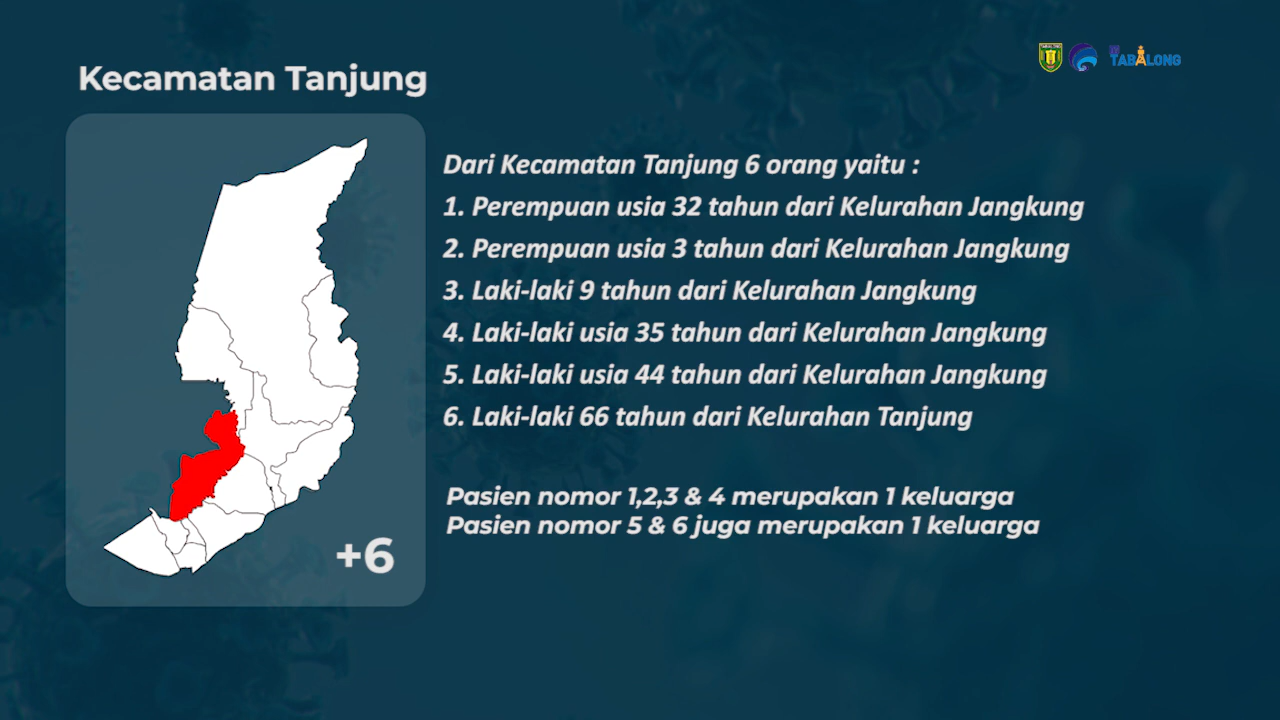 TABALONG
Kecamatan Tanjung
Dari Kecamatan Tanjung 6 orang yaitu :
1. Perempuan usia 32 tahun dari Kelurahan Jangkung
2. Perempuan usia 3 tahun dari Kelurahan Jangkung
3. Laki-laki 9 tahun dari Kelurahan Jangkung
4. Laki-laki usia 35 tahun dari Kelurahan Jangkung
5. Laki-laki usia 44 tahun dari Kelurahan Jangkung
6. Laki-laki 66 tahun dari Kelurahan Tanjung
Pasien nomor 1,2,3 & 4 merupakan 1 keluarga
Pasien nomor 5 & 6 juga merupakan 1 keluarga
+6